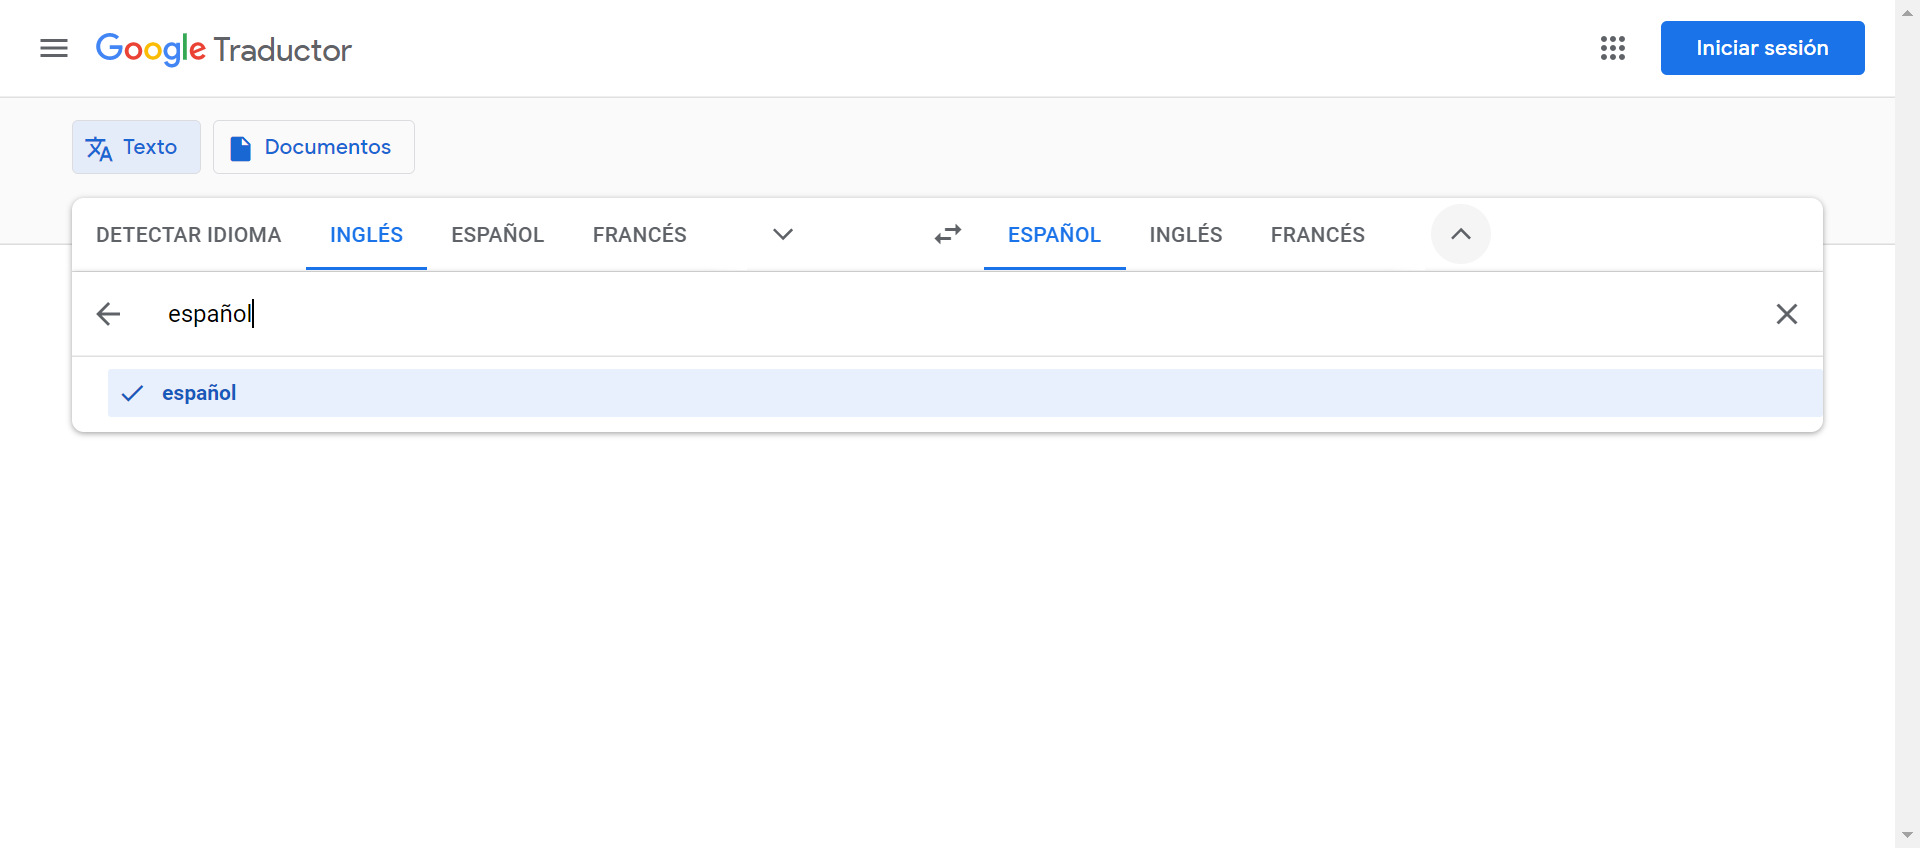 Google Traductor
Iniciar sesión
Texto
Documentos
DETECTAR IDIOMA INGLÉS ESPAÑOL FRANCÉS ESPAÑOL INGLÉS FRANCÉS
español
español